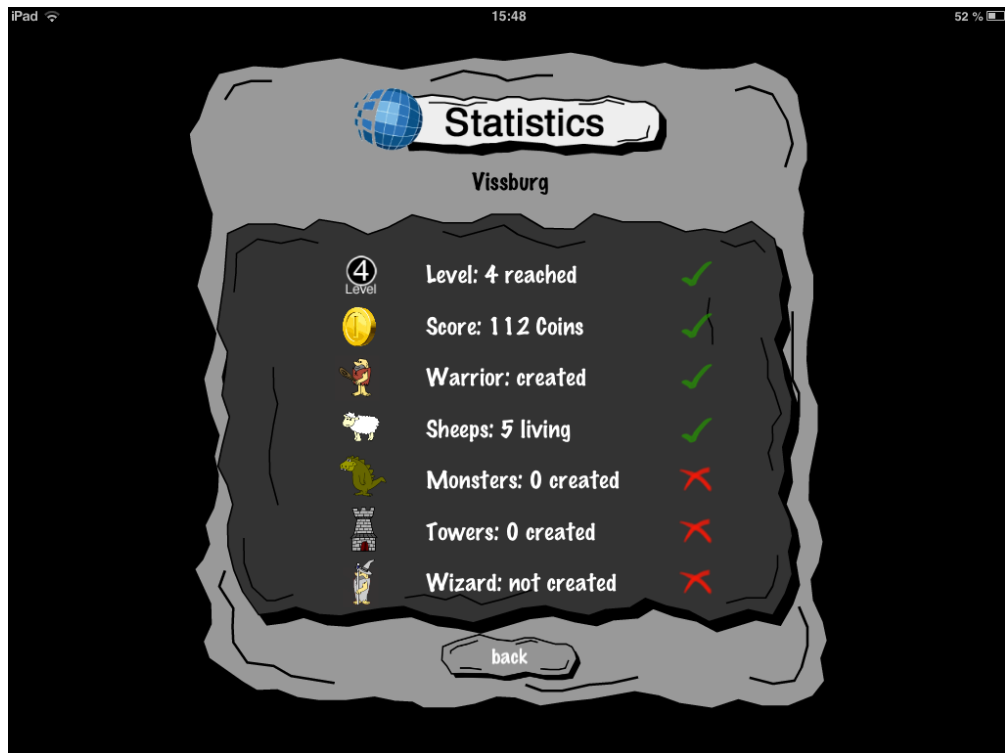 iPad 15:48 52 %
Statistics
Vissburg
4
Level
Level: 4 reached
Score: 112 Coins
Warrior: created
Sheeps: 5 living
Monsters: 0 created
Towers: 0 created
Wizard: not created
back